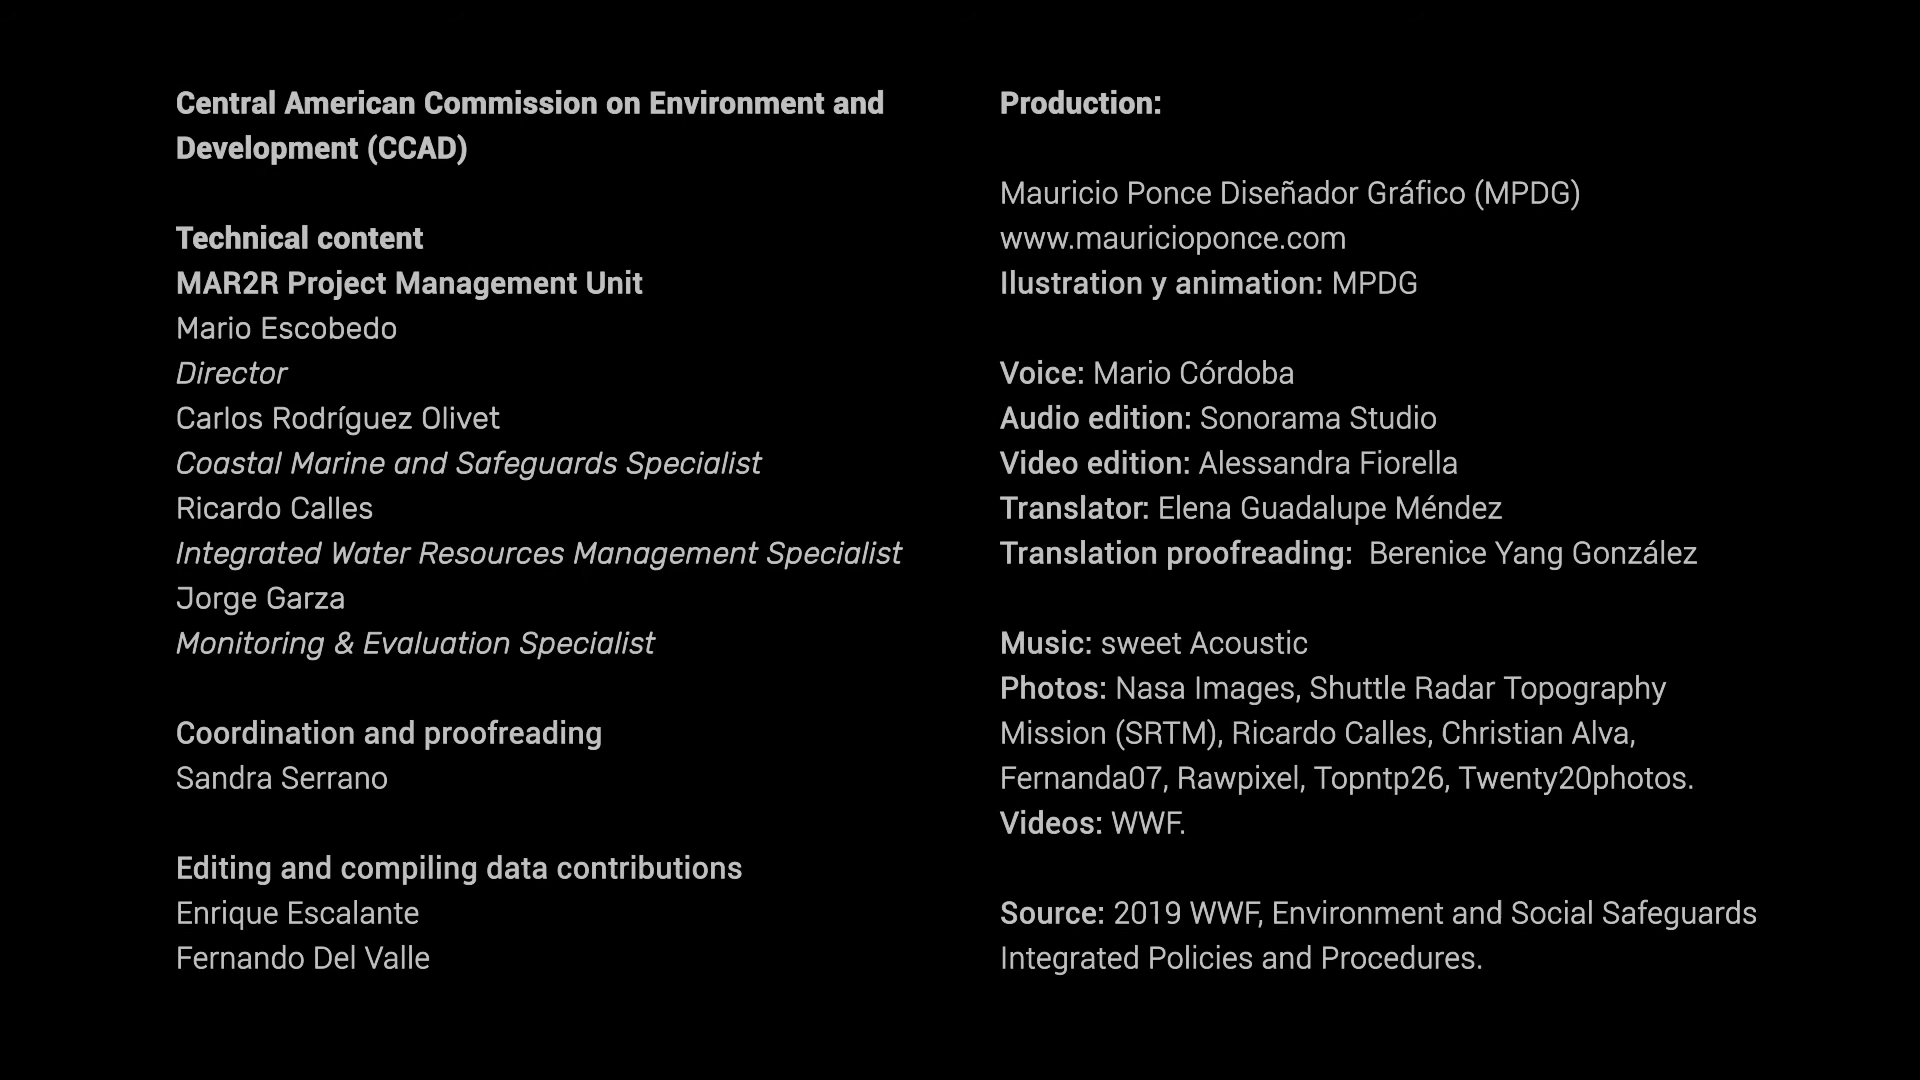 Central American Commission on Environment and
Development (CCAD)
Technical content
MAR2R Project Management Unit
Mario Escobedo
Director
Carlos Rodríguez Olivet
Coastal Marine and Safeguards Specialist
Ricardo Calles
Integrated Water Resources Management Specialist
Jorge Garza
Monitoring & Evaluation Specialist
Coordination and proofreading
Sandra Serrano
Editing and compiling data contributions
Enrique Escalante
Fernando Del Valle
Production:
Mauricio Ponce Diseñador Gráfico (MPDG)
www.mauricioponce.com
Ilustration y animation: MPDG
Voice: Mario Córdoba
Audio edition: Sonorama Studio
Video edition: Alessandra Fiorella
Translator: Elena Guadalupe Méndez
Translation proofreading:  Berenice Yang González
Music: sweet Acoustic
Photos: Nasa Images, Shuttle Radar Topography
Mission (SRTM), Ricardo Calles, Christian Alva,
Fernanda07, Rawpixel, Topntp26, Twenty20photos.
Videos: WWF.
Source: 2019 WWF, Environment and Social Safeguards
Integrated Policies and Procedures.